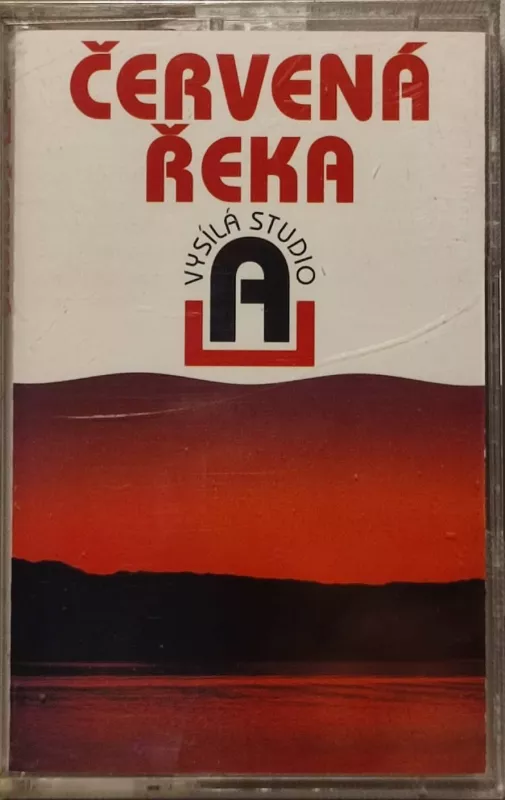 ČERVENÁ
ŘEKA
VYSÍLÁ STUDIO
A